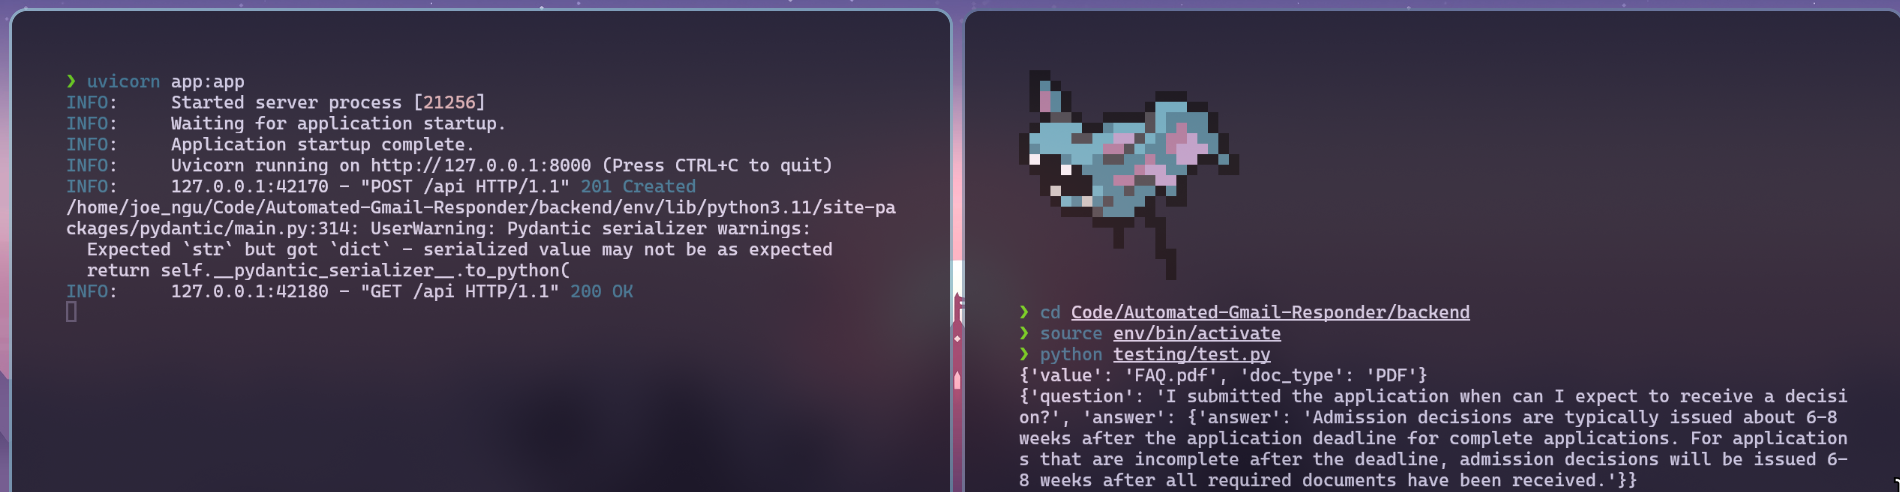 ❯ uvicorn app:app
INFO:     Started server process [21256]
INFO:     Waiting for application startup.
INFO:     Application startup complete.
INFO:     Uvicorn running on http://127.0.0.1:8000 (Press CTRL+C to quit)
INFO:     127.0.0.1:42170 - "POST /api HTTP/1.1" 201 Created
/home/joe_ngu/Code/Automated-Gmail-Responder/backend/env/lib/python3.11/site-pa
ckages/pydantic/main.py:314: UserWarning: Pydantic serializer warnings:
  Expected `str` but got `dict` - serialized value may not be as expected
  return self.__pydantic_serializer__.to_python(
INFO:     127.0.0.1:42180 - "GET /api HTTP/1.1" 200 OK
❯ cd Code/Automated-Gmail-Responder/backend
❯ source env/bin/activate
❯ python testing/test.py
{'value': 'FAQ.pdf', 'doc_type': 'PDF'}
{'question': 'I submitted the application when can I expect to receive a decisi
on?', 'answer': {'answer': 'Admission decisions are typically issued about 6-8
weeks after the application deadline for complete applications. For application
s that are incomplete after the deadline, admission decisions will be issued 6-
8 weeks after all required documents have been received.'}}